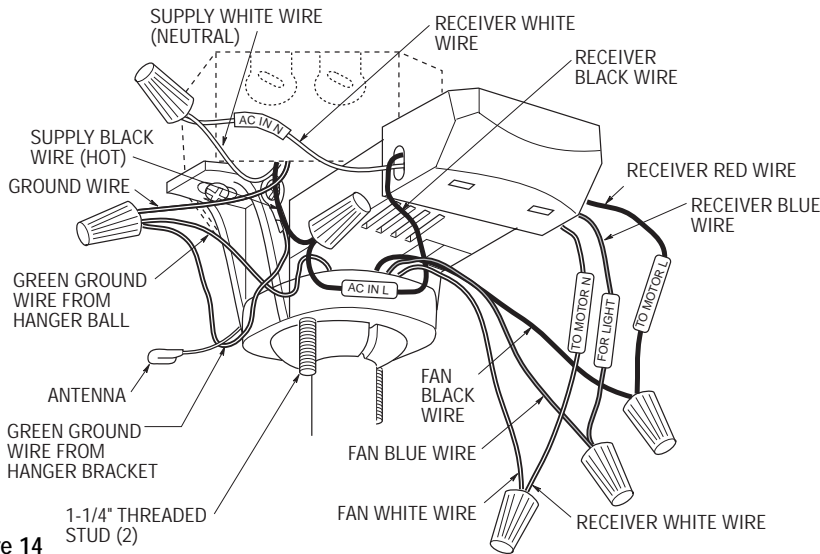 SUPPLY WHITE WIRE
(NEUTRAL)
RECEIVER WHITE
WIRE
RECEIVER
BLACK WIRE
AC IN N
SUPPLY BLACK
WIRE (HOT)
GROUND WIRE
RECEIVER RED WIRE
RECEIVER BLUE
WIRE
GREEN GROUND
WIRE FROM
HANGER BALL
AC IN L
TO MOTOR N
FOR LIGHT
TO MOTOR L
ANTENNA
FAN
BLACK
WIRE
GREEN GROUND
WIRE FROM
HANGER BRACKET
FAN BLUE WIRE
1-1/4" THREADED
STUD (2)
FAN WHITE WIRE
RECEIVER WHITE WIRE
re 14